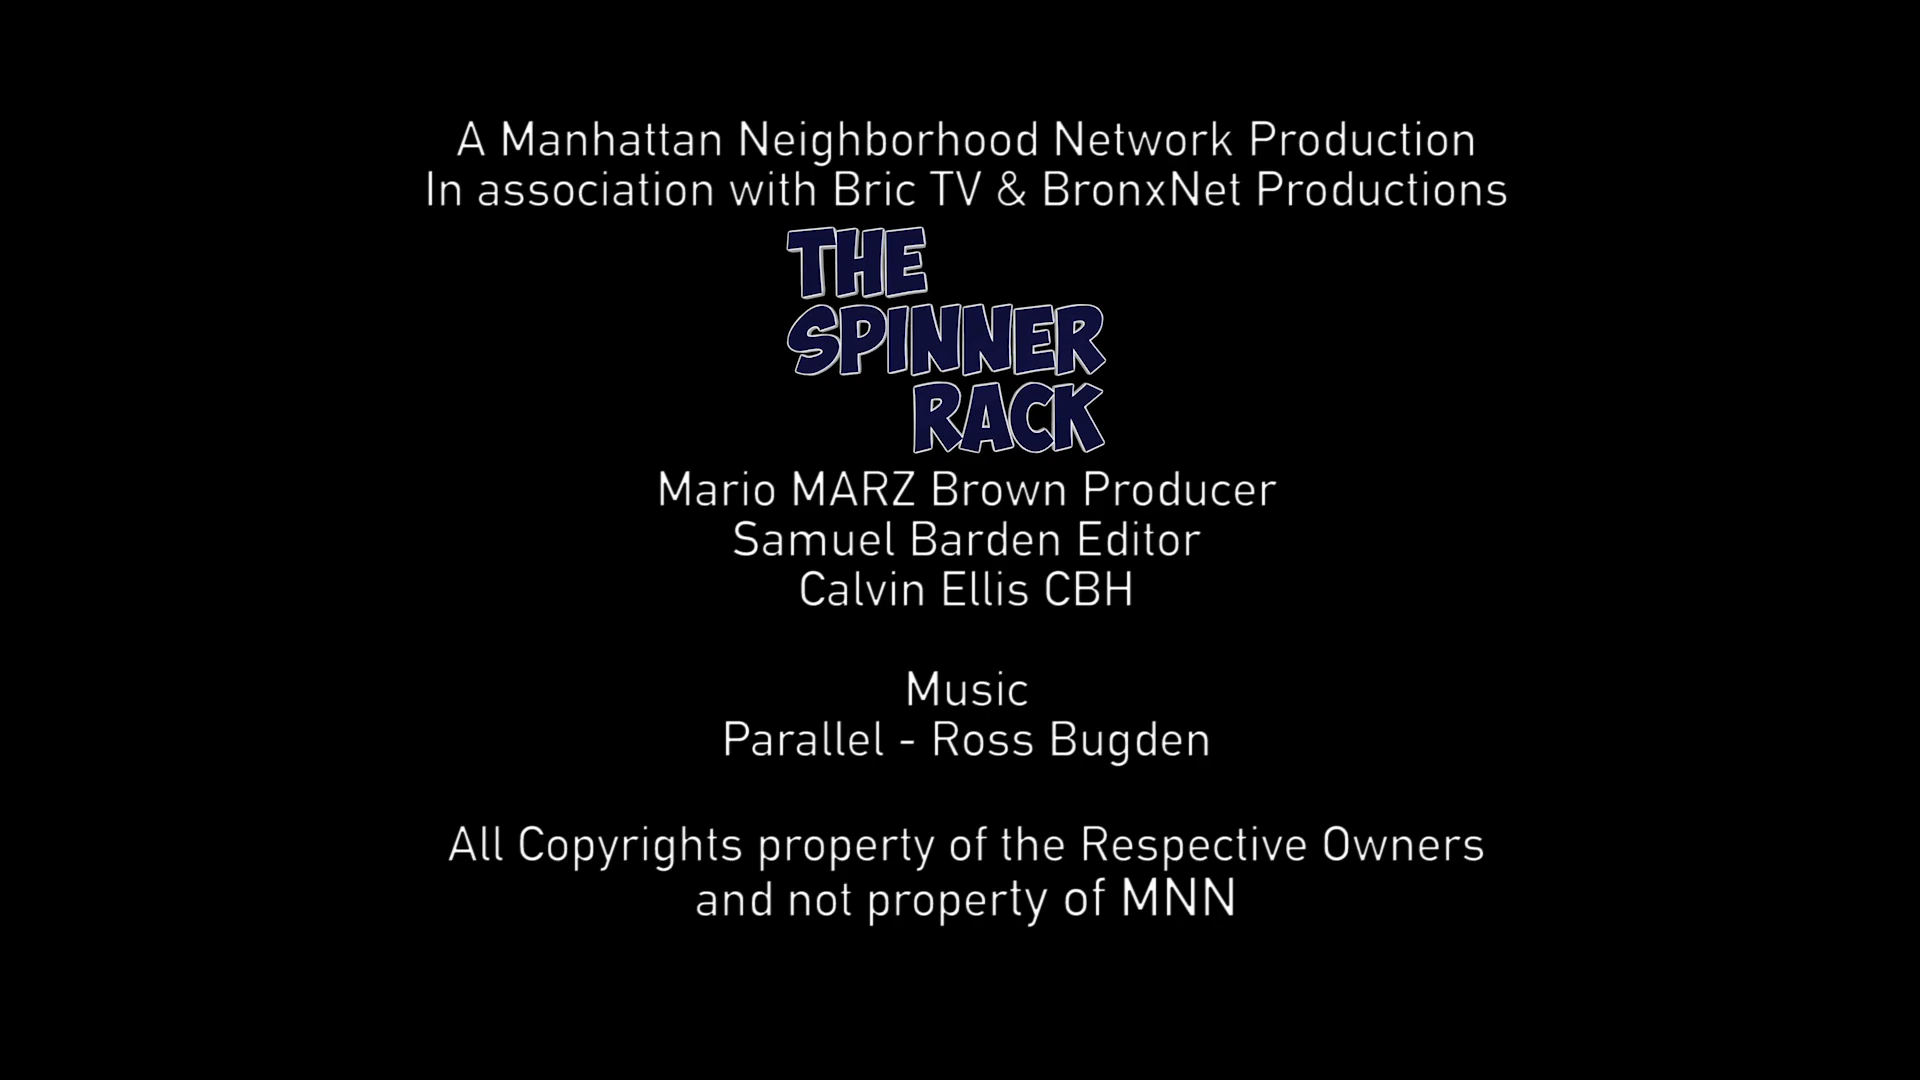 A Manhattan Neighborhood Network Production
In association with Bric TV & BronxNet Productions
THE
SPINNER
RACK
Mario MARZ Brown Producer
Samuel Barden Editor
Calvin Ellis CBH
Music
Parallel - Ross Bugden
All Copyrights property of the Respective Owners
and not property of MNN